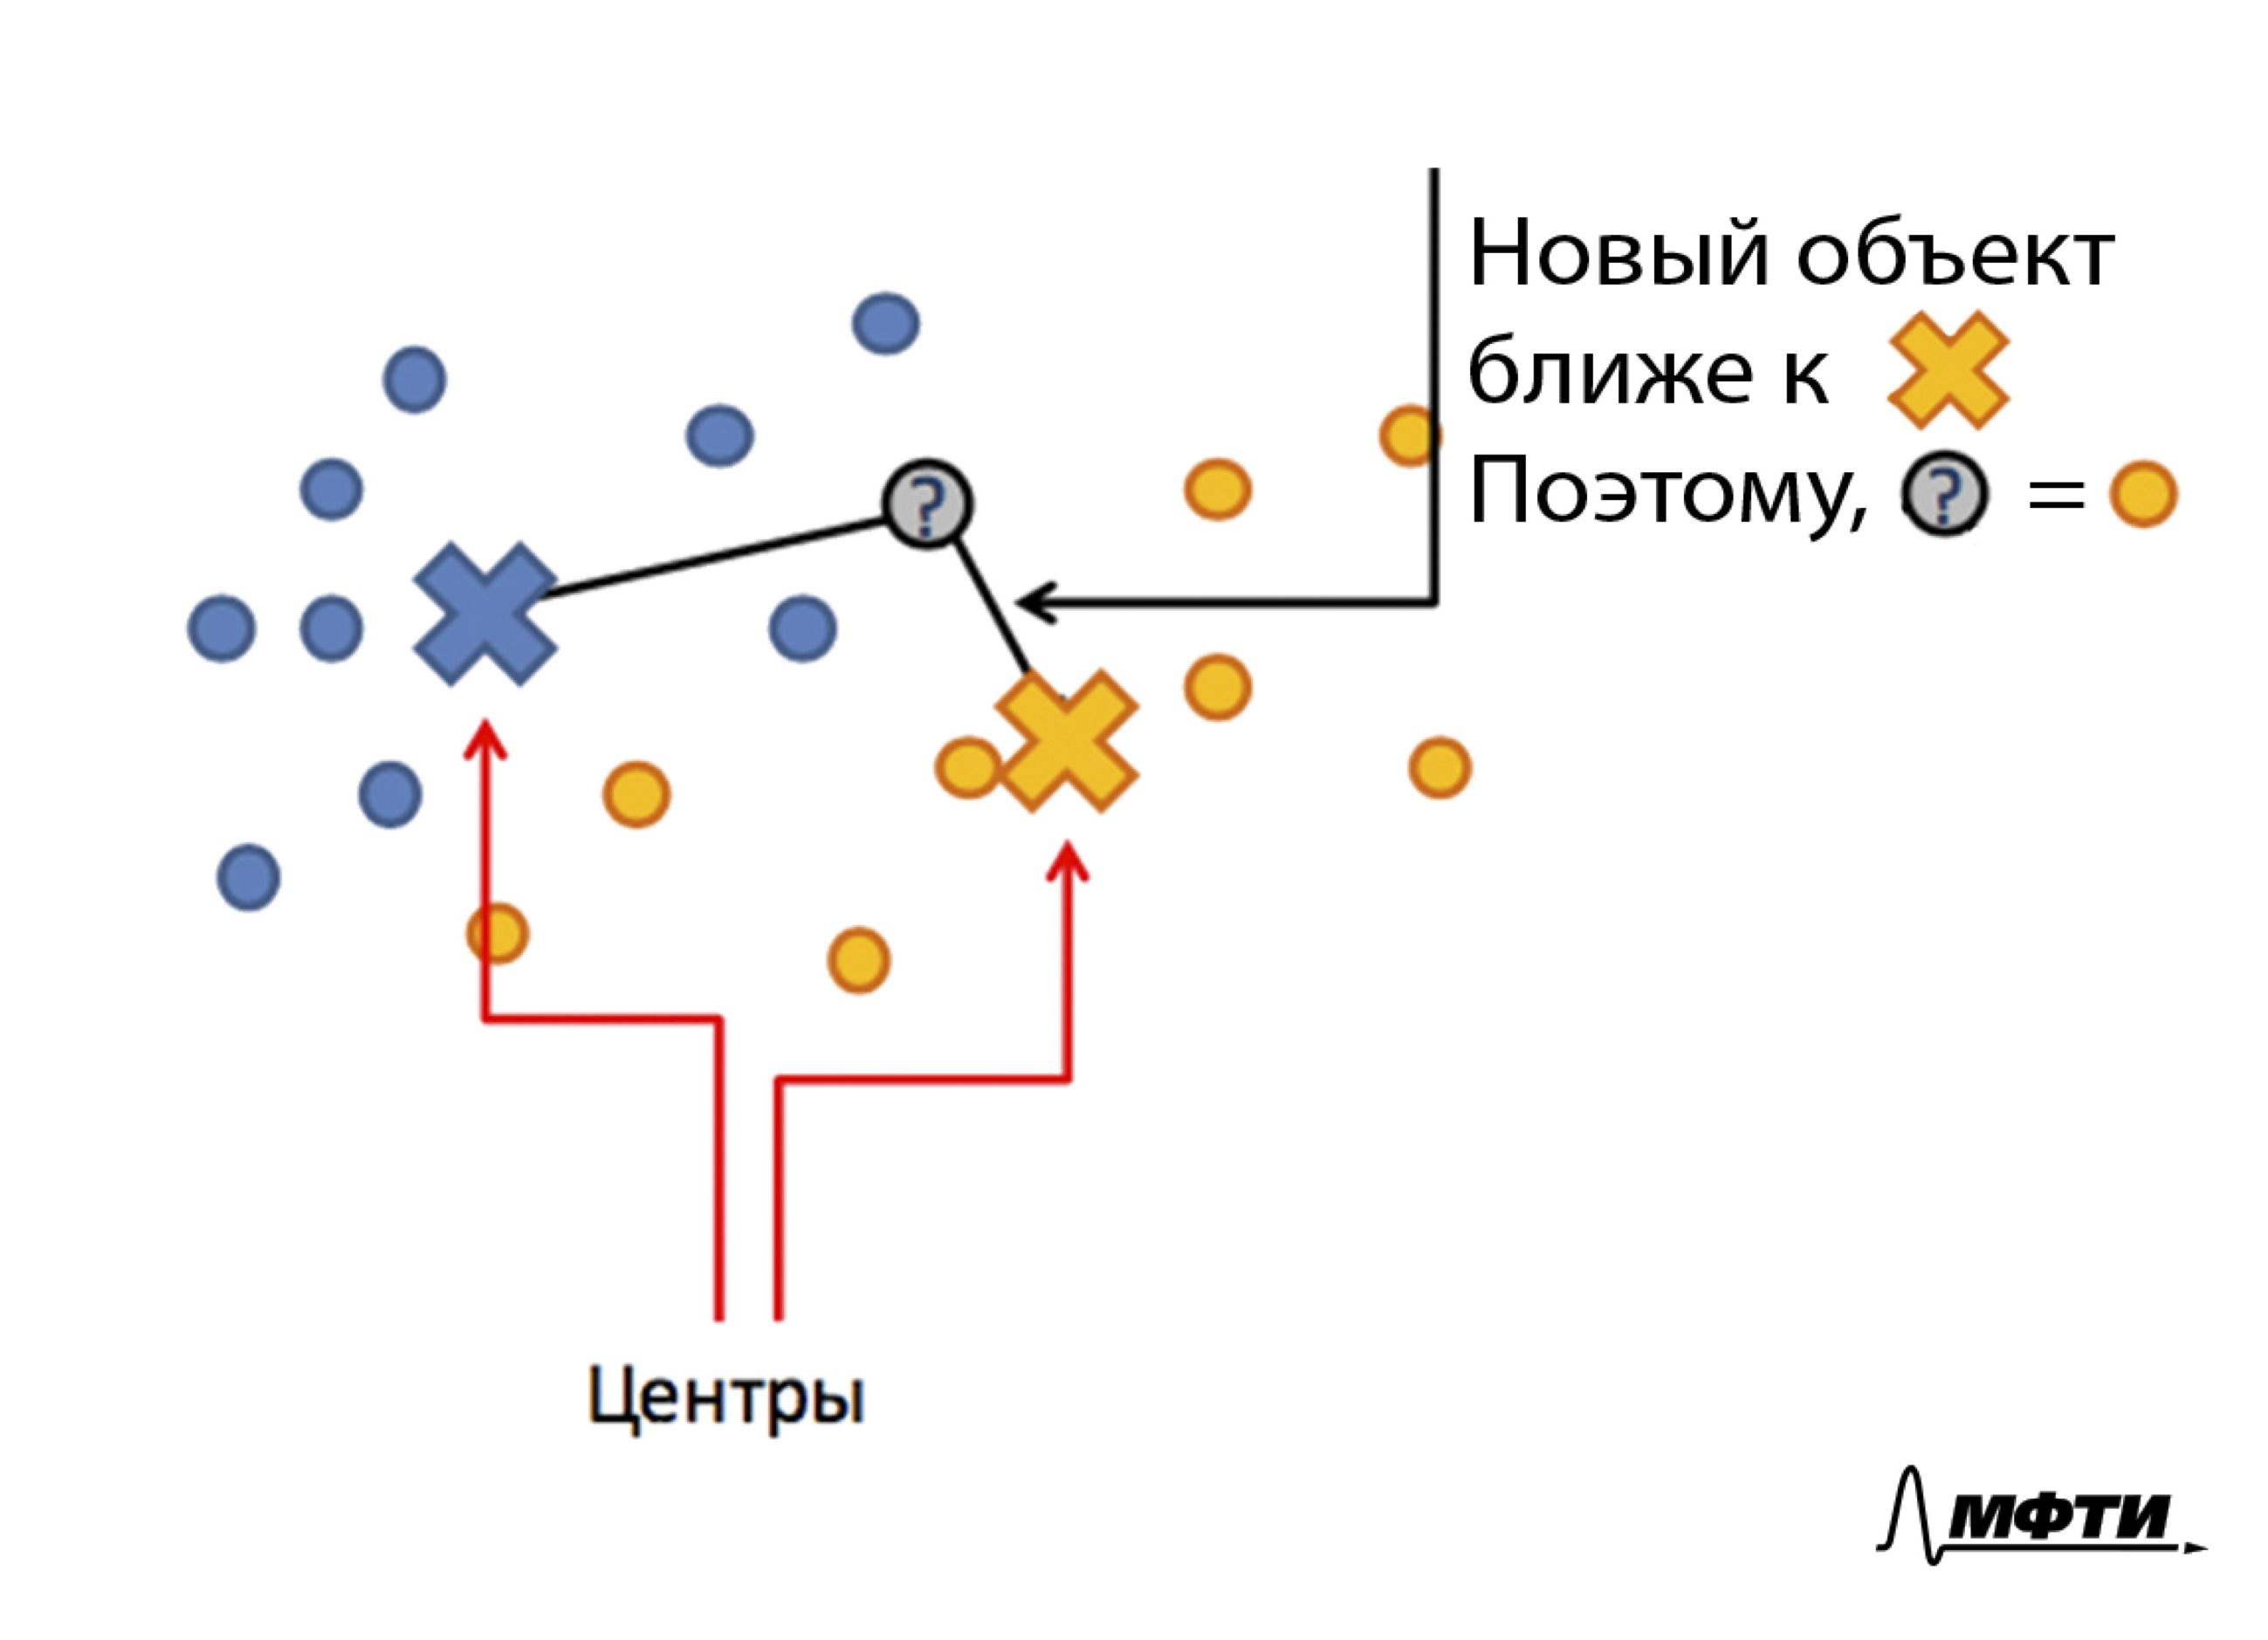 Новый объект
ближе к
Поэтому, ? =
?
Центры
МФТИ